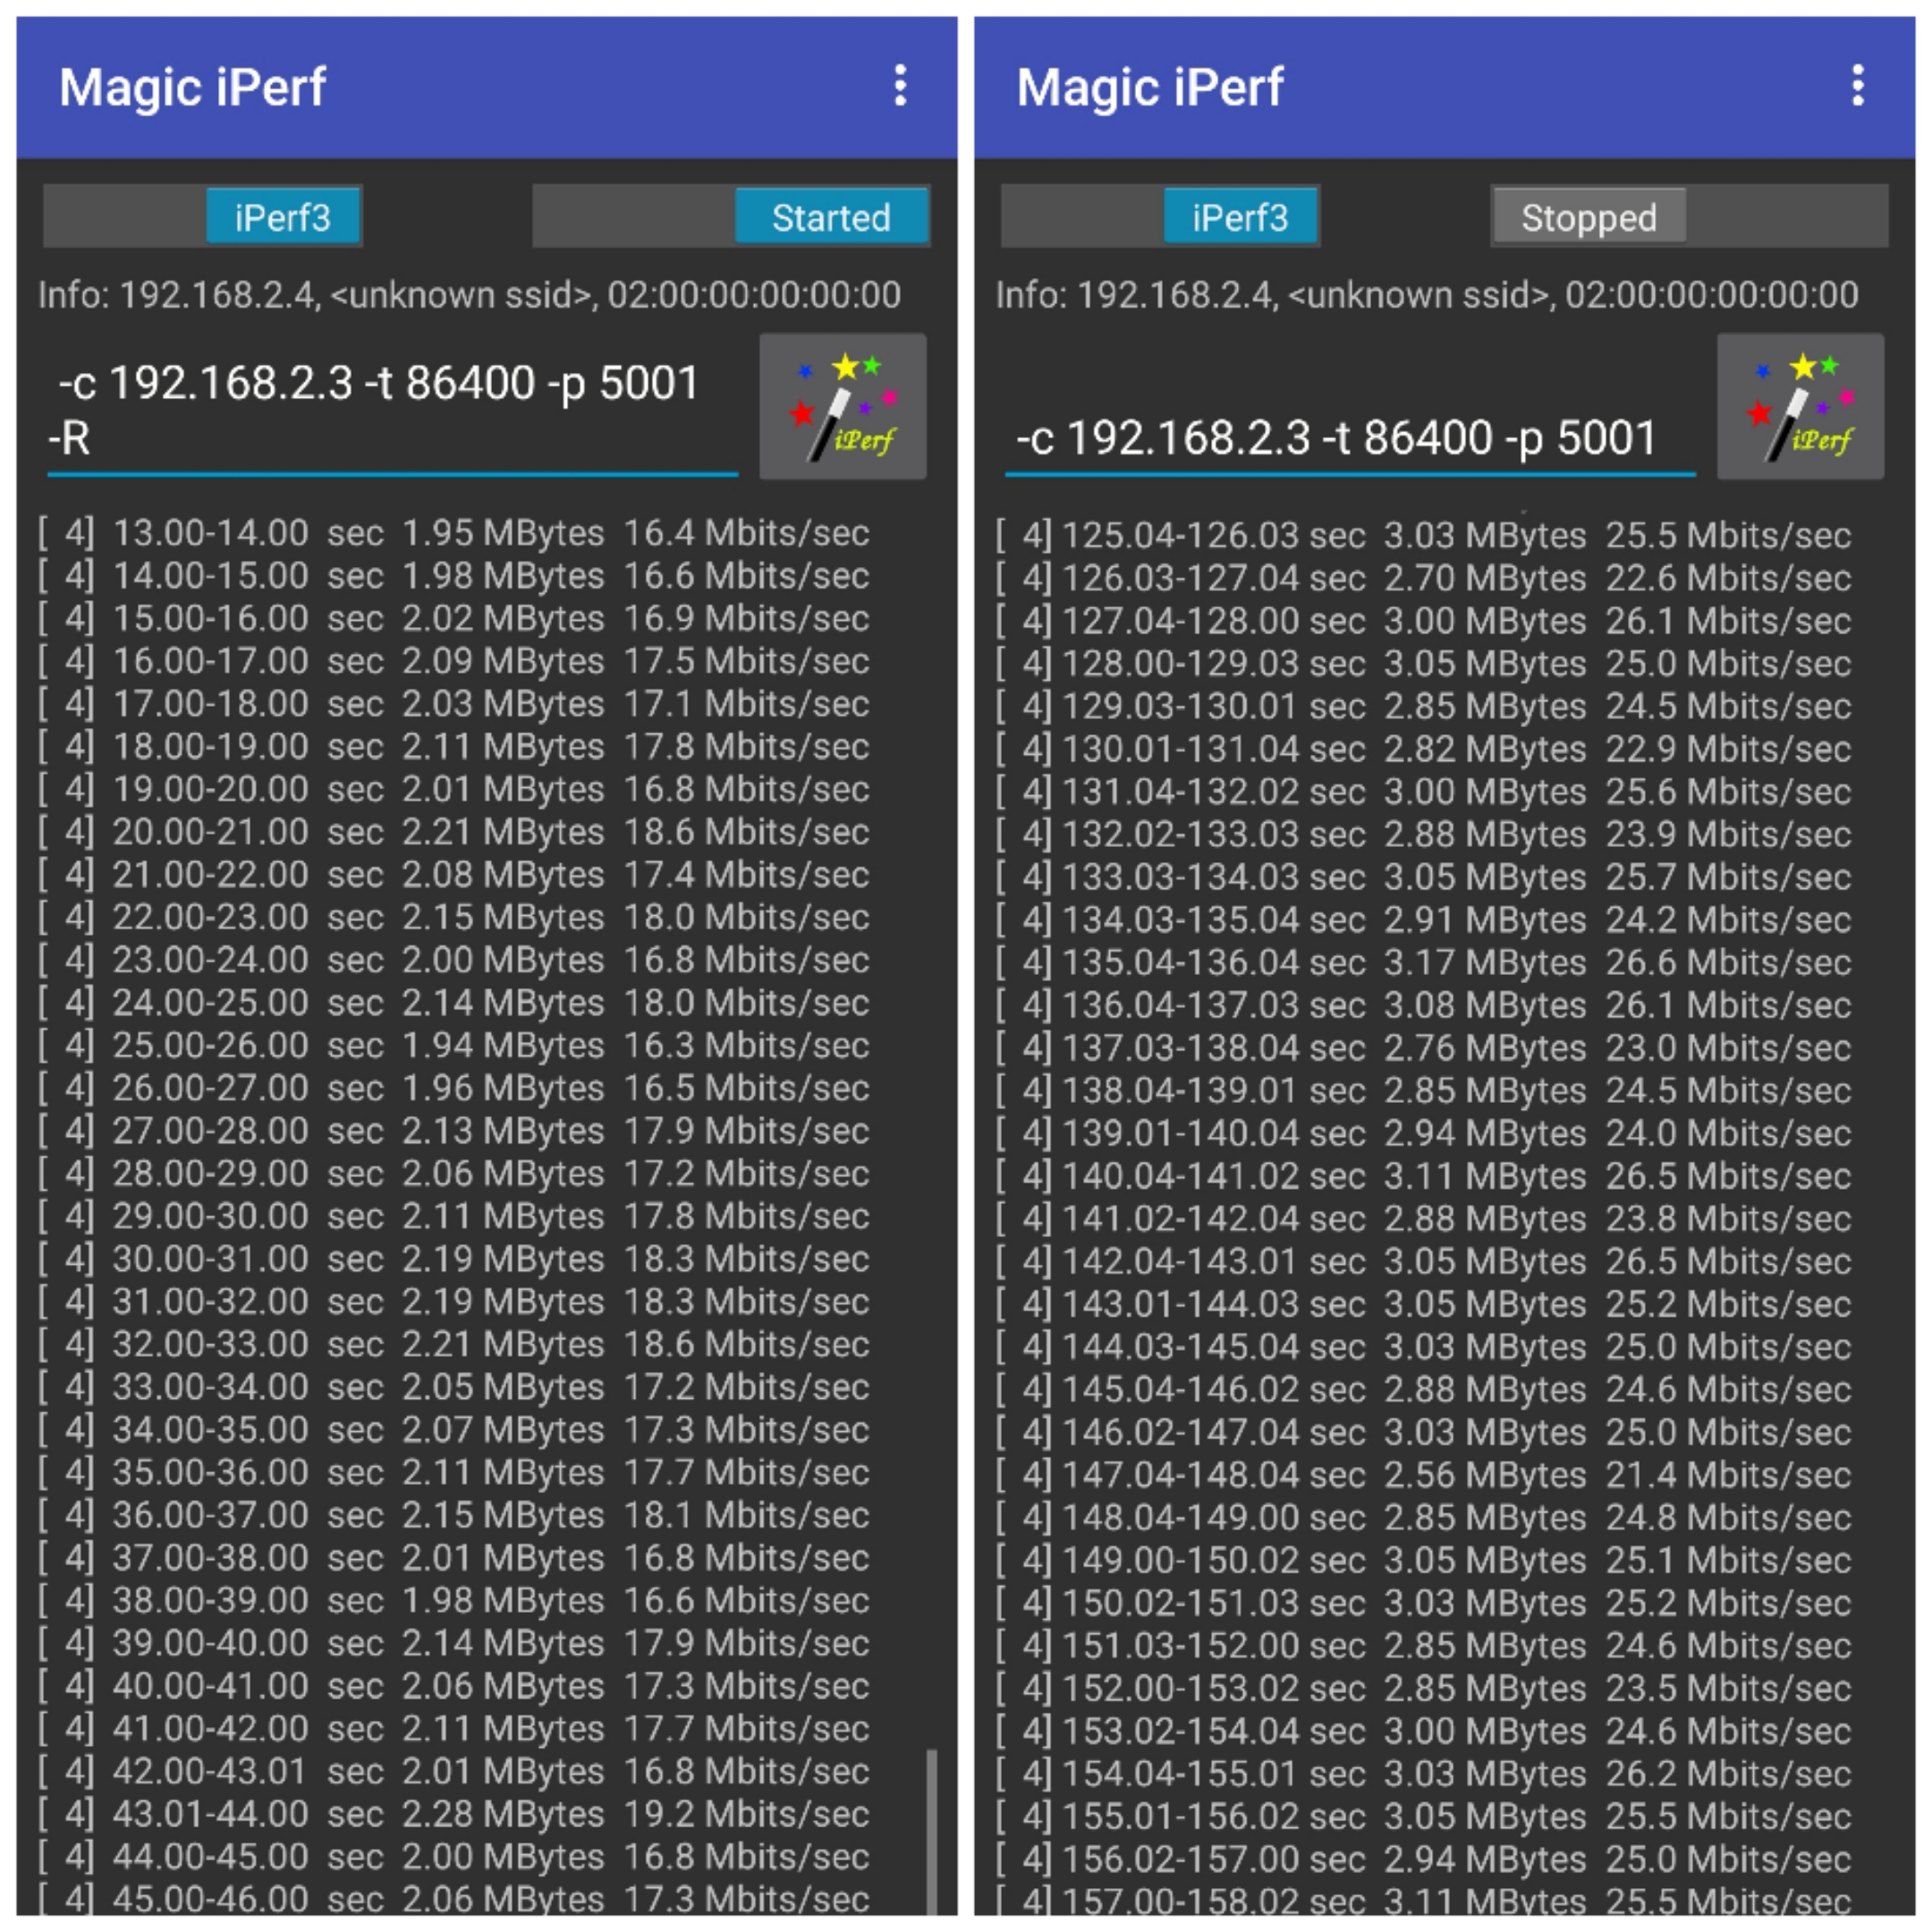 Magic iPerf
iPerf3
Started
Info: 192.168.2.4, <unknown ssid>, 02:00:00:00:00:00
-c 192.168.2.3 -t 86400 -p 5001
-R
iPerf
[ 4] 13.00-14.00 sec 1.95 MBytes 16.4 Mbits/sec
[ 4] 14.00-15.00 sec 1.98 MBytes 16.6 Mbits/sec
[ 4] 15.00-16.00 sec 2.02 MBytes 16.9 Mbits/sec
[ 4] 16.00-17.00 sec 2.09 MBytes 17.5 Mbits/sec
[ 4] 17.00-18.00 sec 2.03 MBytes 17.1 Mbits/sec
[ 4] 18.00-19.00 sec 2.11 MBytes 17.8 Mbits/sec
[ 4] 19.00-20.00 sec 2.01 MBytes 16.8 Mbits/sec
[ 4] 20.00-21.00 sec 2.21 MBytes 18.6 Mbits/sec
[ 4] 21.00-22.00 sec 2.08 MBytes 17.4 Mbits/sec
[ 4] 22.00-23.00 sec 2.15 MBytes 18.0 Mbits/sec
[ 4] 23.00-24.00 sec 2.00 MBytes 16.8 Mbits/sec
[ 4] 24.00-25.00 sec 2.14 MBytes 18.0 Mbits/sec
[ 4] 25.00-26.00 sec 1.94 MBytes 16.3 Mbits/sec
[ 4] 26.00-27.00 sec 1.96 MBytes 16.5 Mbits/sec
[ 4] 27.00-28.00 sec 2.13 MBytes 17.9 Mbits/sec
[ 4] 28.00-29.00 sec 2.06 MBytes 17.2 Mbits/sec
[ 4] 29.00-30.00 sec 2.11 MBytes 17.8 Mbits/sec
[ 4] 30.00-31.00 sec 2.19 MBytes 18.3 Mbits/sec
[ 4] 31.00-32.00 sec 2.19 MBytes 18.3 Mbits/sec
[ 4] 32.00-33.00 sec 2.21 MBytes 18.6 Mbits/sec
[ 4] 33.00-34.00 sec 2.05 MBytes 17.2 Mbits/sec
[ 4] 34.00-35.00 sec 2.07 MBytes 17.3 Mbits/sec
[ 4] 35.00-36.00 sec 2.11 MBytes 17.7 Mbits/sec
[ 4] 36.00-37.00 sec 2.15 MBytes 18.1 Mbits/sec
[ 4] 37.00-38.00 sec 2.01 MBytes 16.8 Mbits/sec
[ 4] 38.00-39.00 sec 1.98 MBytes 16.6 Mbits/sec
[ 4] 39.00-40.00 sec 2.14 MBytes 17.9 Mbits/sec
[ 4] 40.00-41.00 sec 2.06 MBytes 17.3 Mbits/sec
[ 4] 41.00-42.00 sec 2.11 MBytes 17.7 Mbits/sec
[ 4] 42.00-43.01 sec 2.01 MBytes 16.8 Mbits/sec
[ 4] 43.01-44.00 sec 2.28 MBytes 19.2 Mbits/sec
[ 4] 44.00-45.00 sec 2.00 MBytes 16.8 Mbits/sec
[ 4] 45.00-46.00 sec 2.06 MBytes 17.3 Mbits/sec
Magic iPerf
iPerf3
Stopped
Info: 192.168.2.4, <unknown ssid>, 02:00:00:00:00:00
-c 192.168.2.3 -t 86400 -p 5001
iPerf
[ 4] 125.04-126.03 sec 3.03 MBytes 25.5 Mbits/sec
[ 4] 126.03-127.04 sec 2.70 MBytes 22.6 Mbits/sec
[ 4] 127.04-128.00 sec 3.00 MBytes 26.1 Mbits/sec
[ 4] 128.00-129.03 sec 3.05 MBytes 25.0 Mbits/sec
[ 4] 129.03-130.01 sec 2.85 MBytes 24.5 Mbits/sec
[ 4] 130.01-131.04 sec 2.82 MBytes 22.9 Mbits/sec
[ 4] 131.04-132.02 sec 3.00 MBytes 25.6 Mbits/sec
[ 4] 132.02-133.03 sec 2.88 MBytes 23.9 Mbits/sec
[ 4] 133.03-134.03 sec 3.05 MBytes 25.7 Mbits/sec
[ 4] 134.03-135.04 sec 2.91 MBytes 24.2 Mbits/sec
[ 4] 135.04-136.04 sec 3.17 MBytes 26.6 Mbits/sec
[ 4] 136.04-137.03 sec 3.08 MBytes 26.1 Mbits/sec
[ 4] 137.03-138.04 sec 2.76 MBytes 23.0 Mbits/sec
[ 4] 138.04-139.01 sec 2.85 MBytes 24.5 Mbits/sec
[ 4] 139.01-140.04 sec 2.94 MBytes 24.0 Mbits/sec
[ 4] 140.04-141.02 sec 3.11 MBytes 26.5 Mbits/sec
[ 4] 141.02-142.04 sec 2.88 MBytes 23.8 Mbits/sec
[ 4] 142.04-143.01 sec 3.05 MBytes 26.5 Mbits/sec
[ 4] 143.01-144.03 sec 3.05 MBytes 25.2 Mbits/sec
[ 4] 144.03-145.04 sec 3.03 MBytes 25.0 Mbits/sec
[ 4] 145.04-146.02 sec 2.88 MBytes 24.6 Mbits/sec
[ 4] 146.02-147.04 sec 3.03 MBytes 25.0 Mbits/sec
[ 4] 147.04-148.04 sec 2.56 MBytes 21.4 Mbits/sec
[ 4] 148.04-149.00 sec 2.85 MBytes 24.8 Mbits/sec
[ 4] 149.00-150.02 sec 3.05 MBytes 25.1 Mbits/sec
[ 4] 150.02-151.03 sec 3.03 MBytes 25.2 Mbits/sec
[ 4] 151.03-152.00 sec 2.85 MBytes 24.6 Mbits/sec
[ 4] 152.00-153.02 sec 2.85 MBytes 23.5 Mbits/sec
[ 4] 153.02-154.04 sec 3.00 MBytes 24.6 Mbits/sec
[ 4] 154.04-155.01 sec 3.03 MBytes 26.2 Mbits/sec
[ 4] 155.01-156.02 sec 3.05 MBytes 25.5 Mbits/sec
[ 4] 156.02-157.00 sec 2.94 MBytes 25.0 Mbits/sec
[ 4] 157.00-158.02 sec 3.11 MBytes 25.5 Mbits/sec